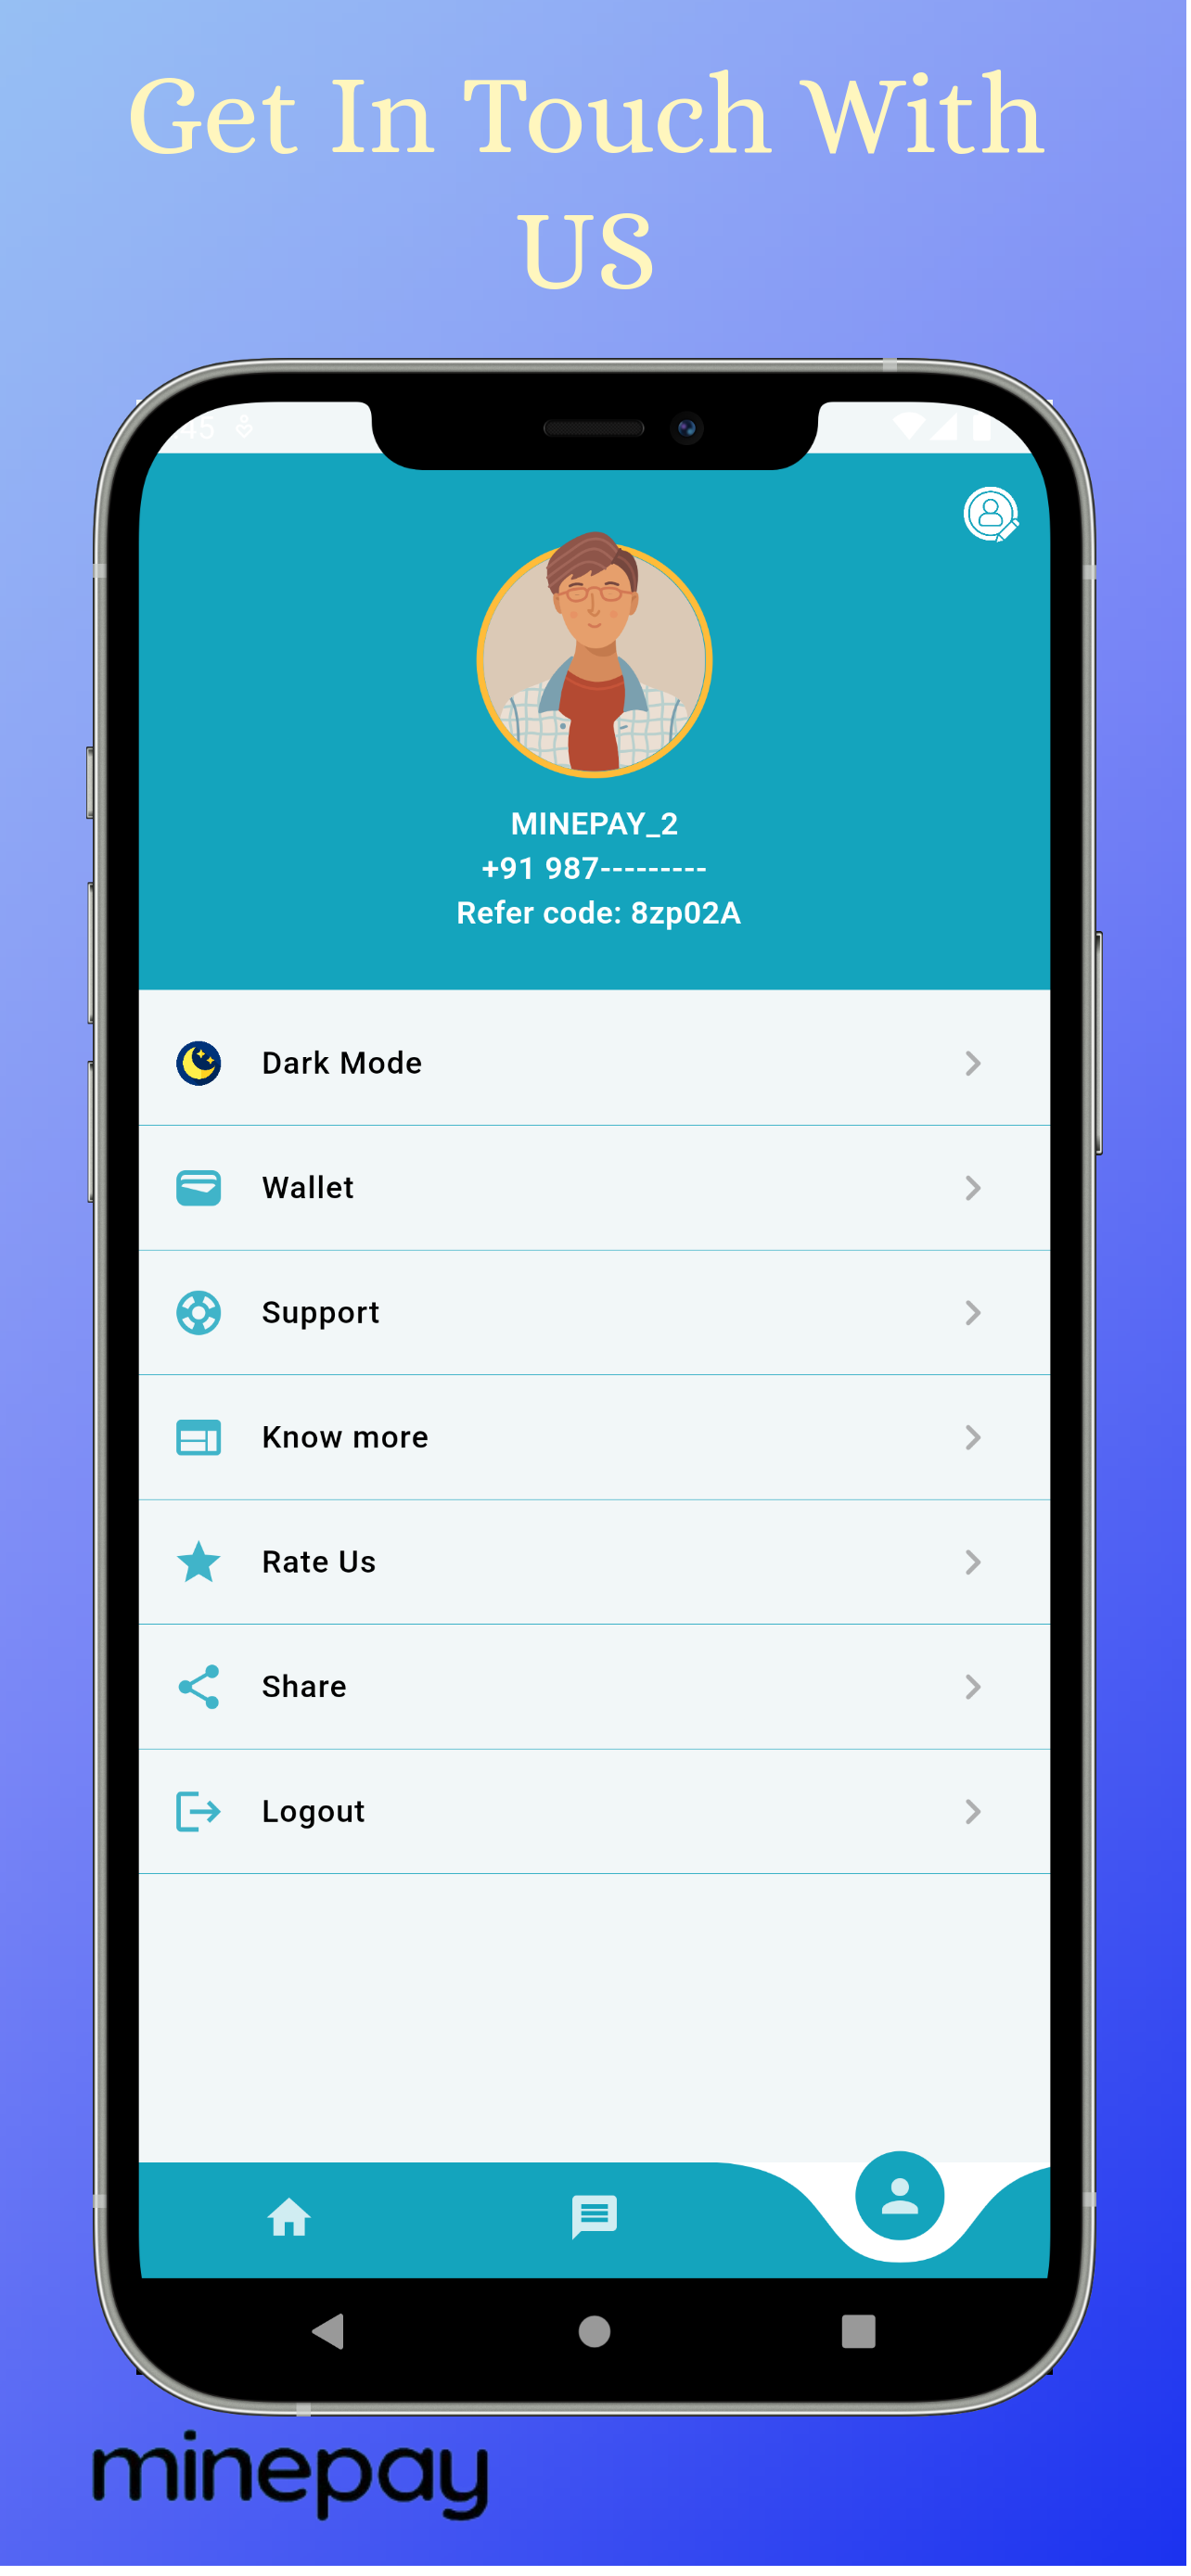 Get In Touch With
US
MINEPAY_2
+91 987---------
Refer code: 8zp02A
Dark Mode
Wallet
Support
Know more
Rate Us
Share
Logout
minepay